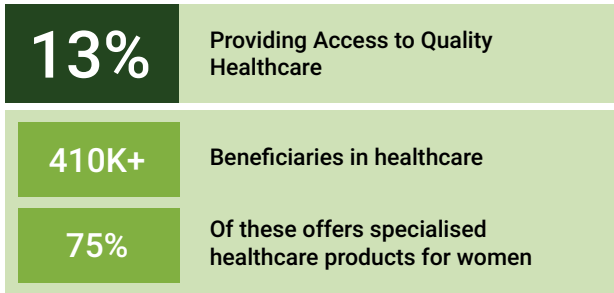 13%
Providing Access to Quality
Healthcare
410K+
Beneficiaries in healthcare
75%
Of these offers specialised
healthcare products for women